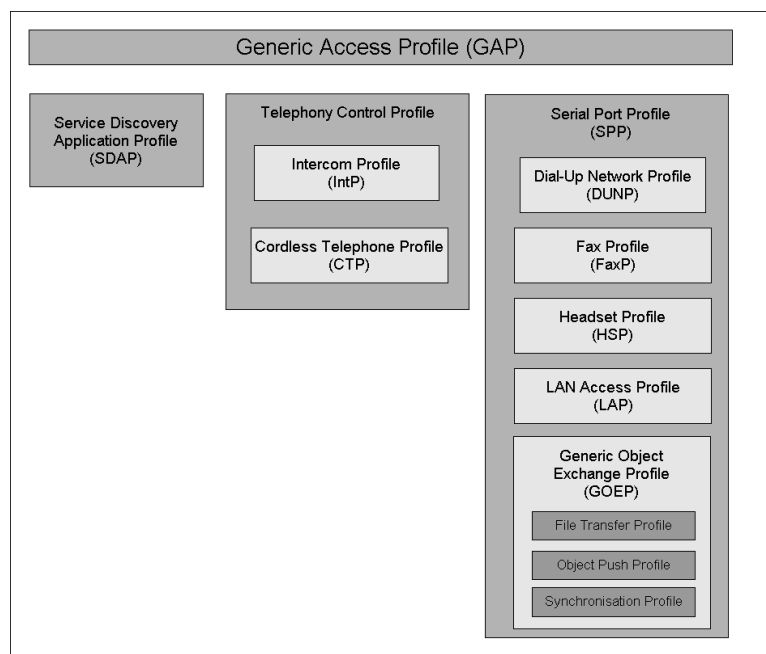 Generic Access Profile (GAP)
Service Discovery
Application Profile
(SDAP)
Telephony Control Profile
Intercom Profile
(IntP)
Cordless Telephone Profile
(CTP)
Serial Port Profile
(SPP)
Dial-Up Network Profile
(DUNP)
Fax Profile
(FaxP)
Headset Profile
(HSP)
LAN Access Profile
(LAP)
Generic Object
Exchange Profile
(GOEP)
File Transfer Profile
Object Push Profile
Synchronisation Profile